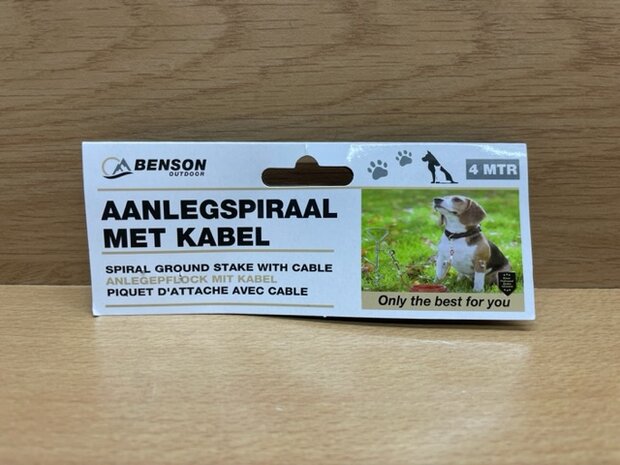 BENSON
OUTDOOR
4 MTR
AANLEGSPIRAAL
MET KABEL
SPIRAL GROUND STAKE WITH CABLE
ANLEGEPFLOCK MIT KABEL
PIQUET D'ATTACHE AVEC CABLE
Only the best for you